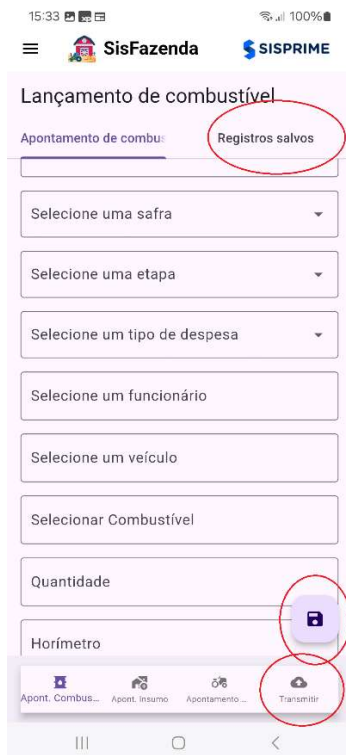 15:33 100%
SisFazenda SISPRIME
Lançamento de combustível
Apontamento de combus Registros salvos
Selecione uma safra
Selecione uma etapa
Selecione um tipo de despesa
Selecione um funcionário
Selecione um veículo
Selecionar Combustível
Quantidade
Horímetro
Apont. Combus... Apont. Insumo Apontamento ... Transmitir